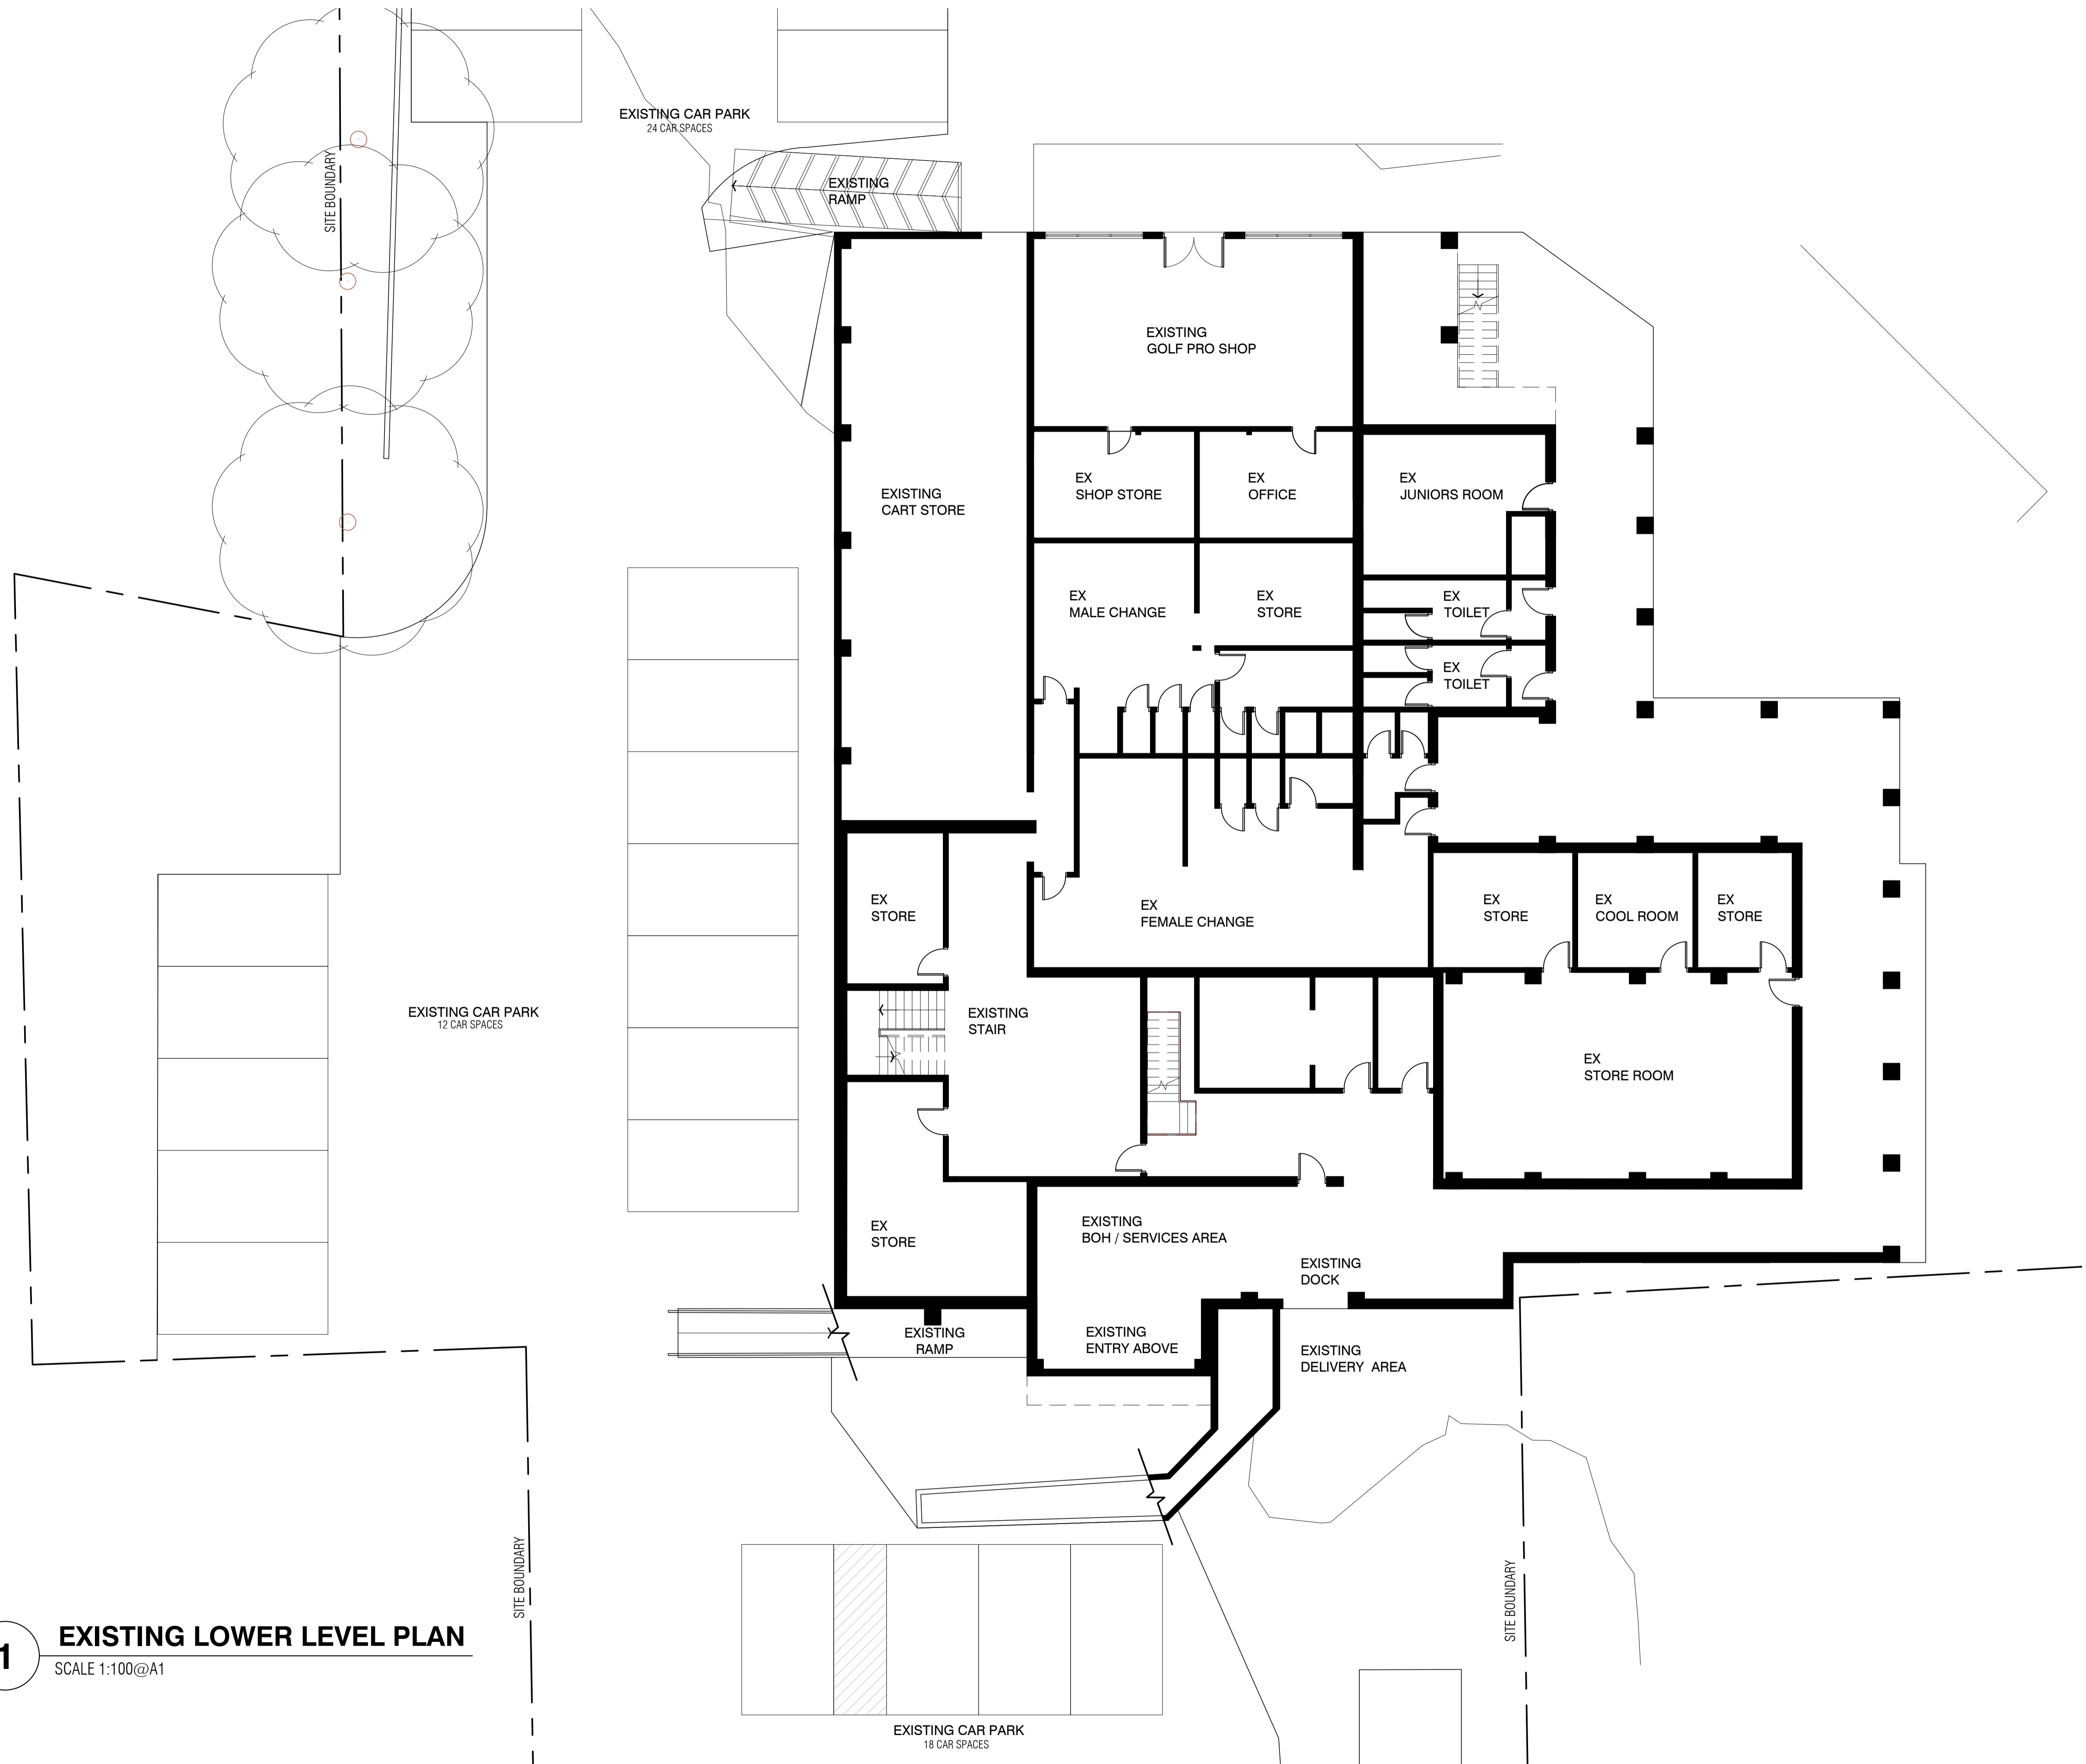 EXISTING CAR PARK
24 CAR SPACES
SITE BOUNDARY
EXISTING
RAMP
EXISTING
GOLF PRO SHOP
EX
SHOP STORE
EX
OFFICE
EX
JUNIORS ROOM
EXISTING
CART STORE
EX
MALE CHANGE
EX
STORE
EX
TOILET
EX
TOILET
EX
STORE
EX
FEMALE CHANGE
EX
STORE
EX
COOL ROOM
EX
STORE
EXISTING CAR PARK
12 CAR SPACES
EXISTING
STAIR
EX
STORE ROOM
EX
STORE
EXISTING
BOH / SERVICES AREA
EXISTING
DOCK
EXISTING
RAMP
EXISTING
ENTRY ABOVE
EXISTING
DELIVERY AREA
SITE BOUNDARY
SITE BOUNDARY
1
EXISTING LOWER LEVEL PLAN
SCALE 1:100@A1
EXISTING CAR PARK
18 CAR SPACES